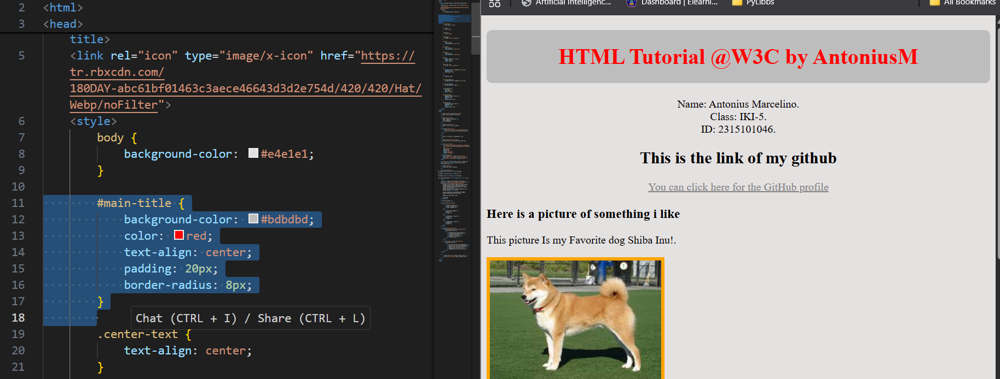 2 <html>
3 <head>
title>
5 <link rel="icon" type="image/x-icon" href="https://
tr.rbxcdn.com/
180DAY-abc61bf01463c3aece46643d3d2e754d/420/420/Hat/
Webp/noFilter">
6 <style>
7 body {
8 background-color: #e4e1e1;
9 }
10
11 #main-title {
12 background-color: #bdbdbd;
13 color: red;
14 text-align: center;
15 padding: 20px;
16 border-radius: 8px;
17 }
18
Chat (CTRL + I) / Share (CTRL + L)
19 .center-text {
20 text-align: center;
21 }
Artificial Intelligenc... Dashboard | Elearni... PyLibbs All Bookmarks
HTML Tutorial @W3C by AntoniusM
Name: Antonius Marcelino.
Class: IKI-5.
ID: 2315101046.
This is the link of my github
You can click here for the GitHub profile
Here is a picture of something i like
This picture Is my Favorite dog Shiba Inu!.